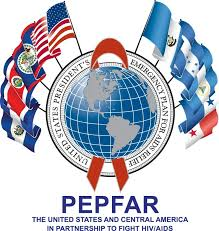 UNITED STATES PRESIDENT'S
EMERGENCY PLAN FOR AIDS RELIEF
PEPFAR
THE UNITED STATES AND CENTRAL AMERICA
IN PARTNERSHIP TO FIGHT HIV/AIDS